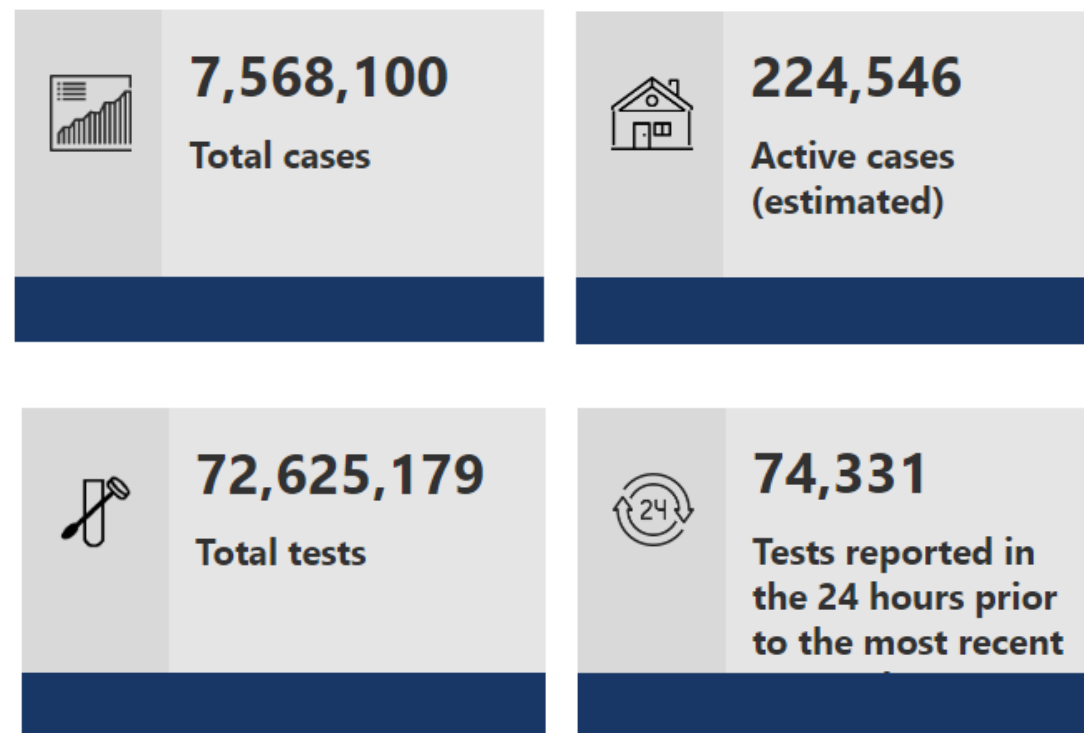 7,568,100
Total cases
224,546
Active cases
(estimated)
72,625,179
Total tests
24
74,331
Tests reported in
the 24 hours prior
to the most recent